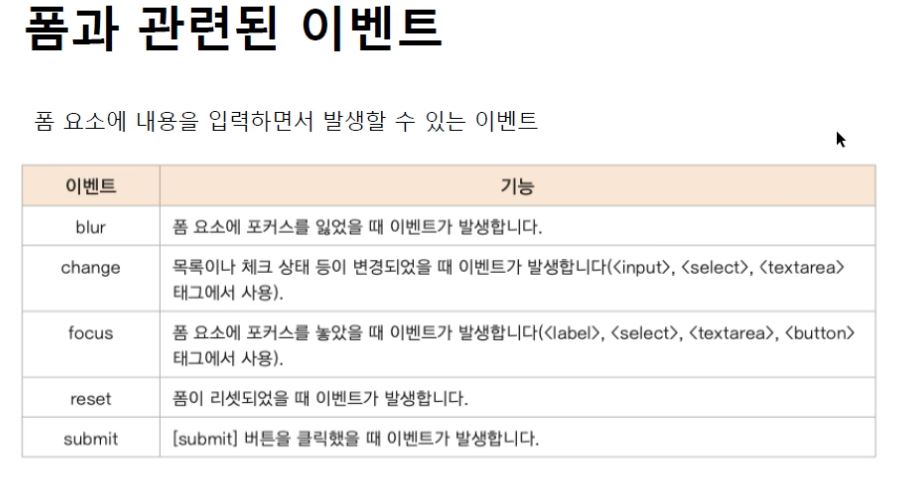 폼과 관련된 이벤트
폼 요소에 내용을 입력하면서 발생할 수 있는 이벤트
이벤트 기능
blur 폼 요소에 포커스를 잃었을 때 이벤트가 발생합니다.
change 목록이나 체크 상태 등이 변경되었을 때 이벤트가 발생합니다(<input>, <select>, <textarea>
태그에서 사용).
focus 폼 요소에 포커스를 놓았을 때 이벤트가 발생합니다(<label>, <select>, <textarea>, <button>
태그에서 사용).
reset 폼이 리셋되었을 때 이벤트가 발생합니다.
submit [submit] 버튼을 클릭했을 때 이벤트가 발생합니다.